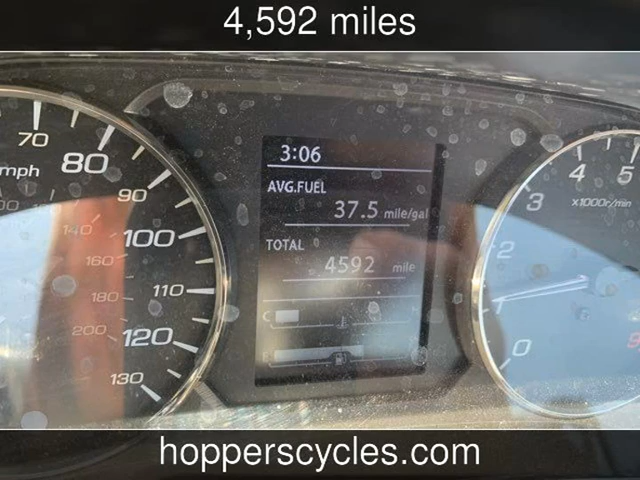 4,592 miles
70
mph
80
90
100
110
120
130
140
160
180
200
3:06
AVG.FUEL
37.5 mile/gal
TOTAL
4592 mile
C
E
4
5
x1000r/min
3
2
1
0
9
hopperscycles.com